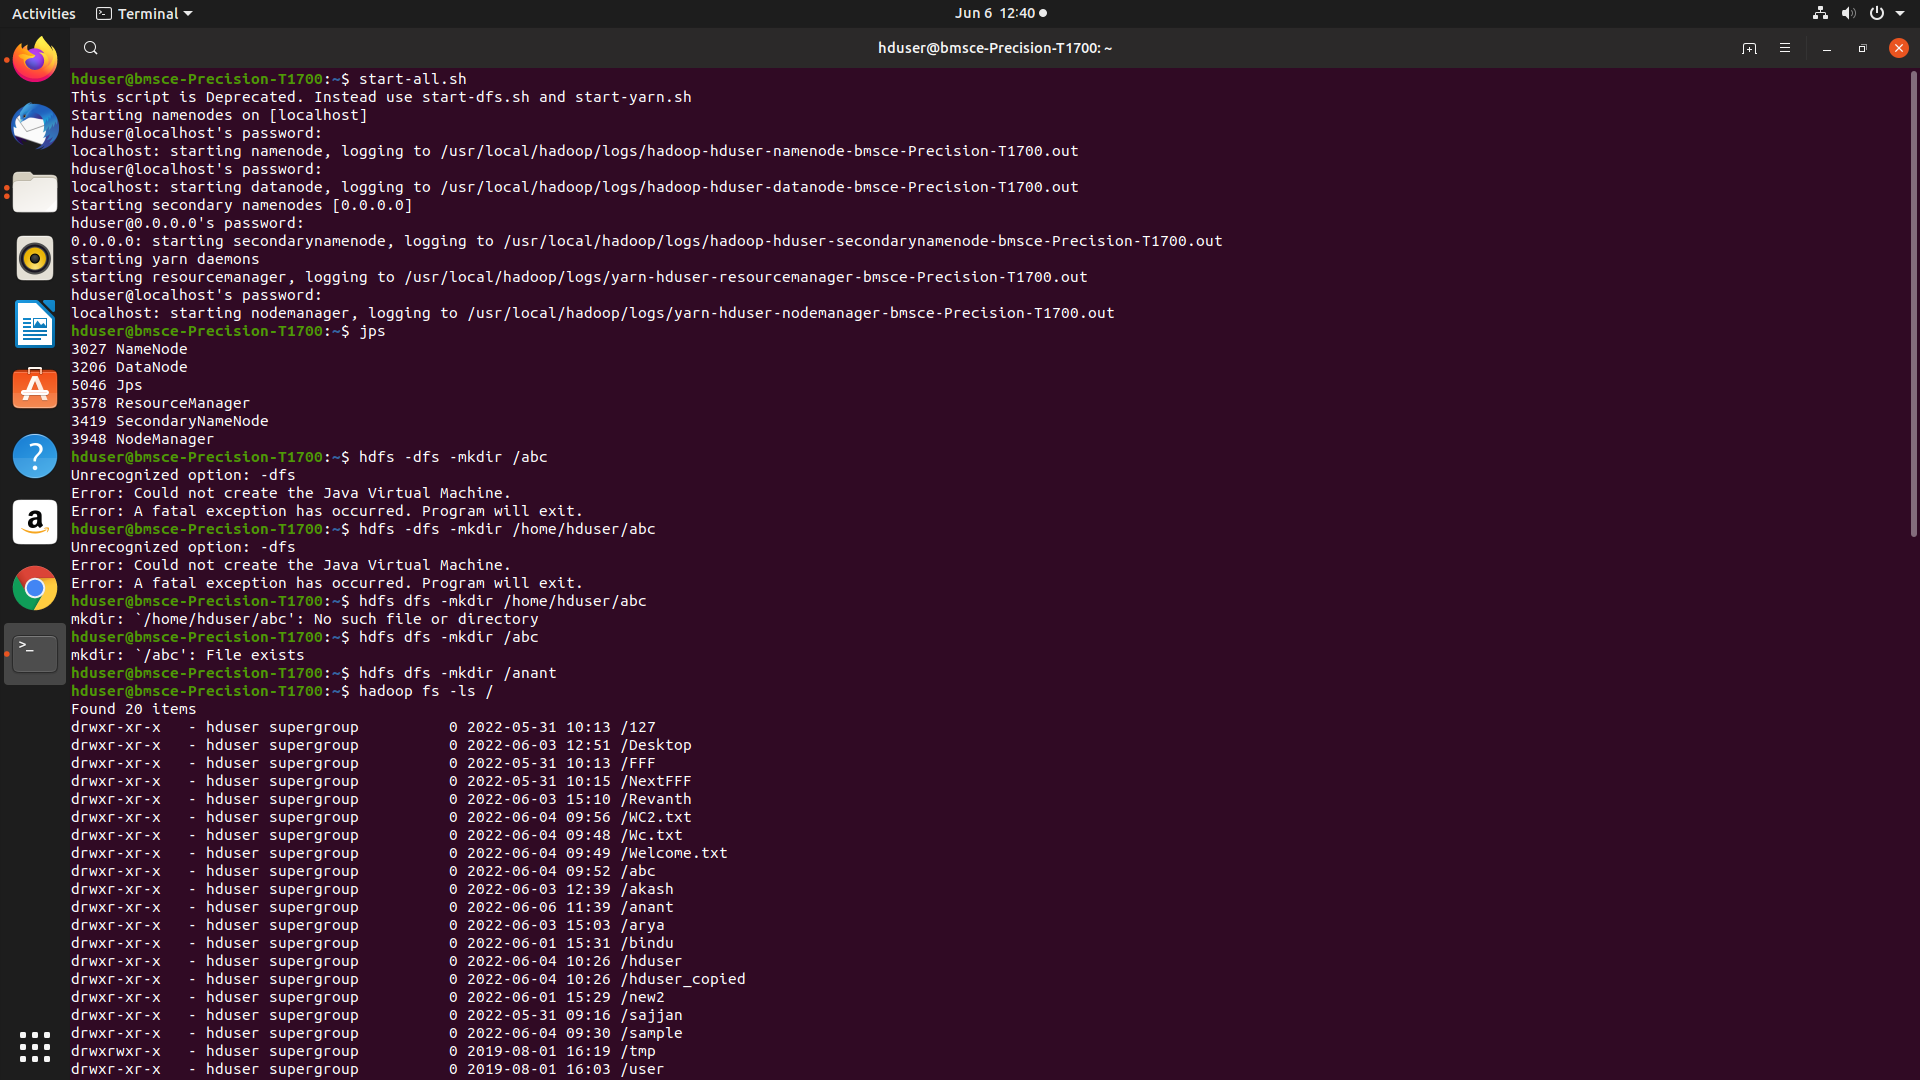 Activities
Terminal
Jun 6 12:40
hduser@bmsce-Precision-T1700: ~
hduser@bmsce-Precision-T1700:~$ start-all.sh
This script is Deprecated. Instead use start-dfs.sh and start-yarn.sh
Starting namenodes on [localhost]
hduser@localhost's password:
localhost: starting namenode, logging to /usr/local/hadoop/logs/hadoop-hduser-namenode-bmsce-Precision-T1700.out
hduser@localhost's password:
localhost: starting datanode, logging to /usr/local/hadoop/logs/hadoop-hduser-datanode-bmsce-Precision-T1700.out
Starting secondary namenodes [0.0.0.0]
hduser@0.0.0.0's password:
0.0.0.0: starting secondarynamenode, logging to /usr/local/hadoop/logs/hadoop-hduser-secondarynamenode-bmsce-Precision-T1700.out
starting yarn daemons
starting resourcemanager, logging to /usr/local/hadoop/logs/yarn-hduser-resourcemanager-bmsce-Precision-T1700.out
hduser@localhost's password:
localhost: starting nodemanager, logging to /usr/local/hadoop/logs/yarn-hduser-nodemanager-bmsce-Precision-T1700.out
hduser@bmsce-Precision-T1700:~$ jps
3027 NameNode
3206 DataNode
5046 Jps
3578 ResourceManager
3419 SecondaryNameNode
3948 NodeManager
hduser@bmsce-Precision-T1700:~$ hdfs -dfs -mkdir /abc
Unrecognized option: -dfs
Error: Could not create the Java Virtual Machine.
Error: A fatal exception has occurred. Program will exit.
hduser@bmsce-Precision-T1700:~$ hdfs -dfs -mkdir /home/hduser/abc
Unrecognized option: -dfs
Error: Could not create the Java Virtual Machine.
Error: A fatal exception has occurred. Program will exit.
hduser@bmsce-Precision-T1700:~$ hdfs dfs -mkdir /home/hduser/abc
mkdir: `/home/hduser/abc': No such file or directory
hduser@bmsce-Precision-T1700:~$ hdfs dfs -mkdir /abc
mkdir: `/abc': File exists
hduser@bmsce-Precision-T1700:~$ hdfs dfs -mkdir /anant
hduser@bmsce-Precision-T1700:~$ hadoop fs -ls /
Found 20 items
drwxr-xr-x   - hduser supergroup          0 2022-05-31 10:13 /127
drwxr-xr-x   - hduser supergroup          0 2022-06-03 12:51 /Desktop
drwxr-xr-x   - hduser supergroup          0 2022-05-31 10:13 /FFF
drwxr-xr-x   - hduser supergroup          0 2022-05-31 10:15 /NextFFF
drwxr-xr-x   - hduser supergroup          0 2022-06-03 15:10 /Revanth
drwxr-xr-x   - hduser supergroup          0 2022-06-04 09:56 /WC2.txt
drwxr-xr-x   - hduser supergroup          0 2022-06-04 09:48 /Wc.txt
drwxr-xr-x   - hduser supergroup          0 2022-06-04 09:49 /Welcome.txt
drwxr-xr-x   - hduser supergroup          0 2022-06-04 09:52 /abc
drwxr-xr-x   - hduser supergroup          0 2022-06-03 12:39 /akash
drwxr-xr-x   - hduser supergroup          0 2022-06-06 11:39 /anant
drwxr-xr-x   - hduser supergroup          0 2022-06-03 15:03 /arya
drwxr-xr-x   - hduser supergroup          0 2022-06-01 15:31 /bindu
drwxr-xr-x   - hduser supergroup          0 2022-06-04 10:26 /hduser
drwxr-xr-x   - hduser supergroup          0 2022-06-04 10:26 /hduser_copied
drwxr-xr-x   - hduser supergroup          0 2022-06-01 15:29 /new2
drwxr-xr-x   - hduser supergroup          0 2022-05-31 09:16 /sajjan
drwxr-xr-x   - hduser supergroup          0 2022-06-04 09:30 /sample
drwxrwxr-x   - hduser supergroup          0 2019-08-01 16:19 /tmp
drwxr-xr-x   - hduser supergroup          0 2019-08-01 16:03 /user